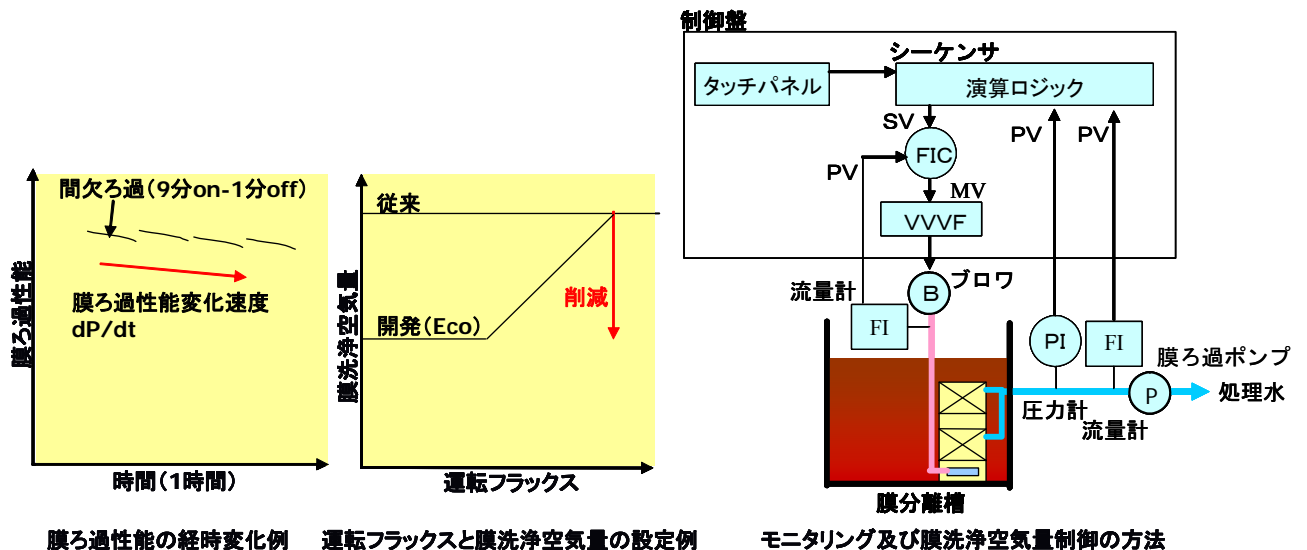 間欠ろ過（9分on-1分off）
膜ろ過性能
膜ろ過性能変化速度
dP/dt
時間（1時間）
膜ろ過性能の経時変化例
従来
膜洗浄空気量
削減
開発（Eco）
運転フラックス
運転フラックスと膜洗浄空気量の設定例
制御盤
シーケンサ
タッチパネル
演算ロジック
SV
PV
PV
FIC
PV
MV
VVVF
B
ブロワ
流量計
FI
PI
FI
膜ろ過ポンプ
P
処理水
圧力計
流量計
膜分離槽
モニタリング及び膜洗浄空気量制御の方法